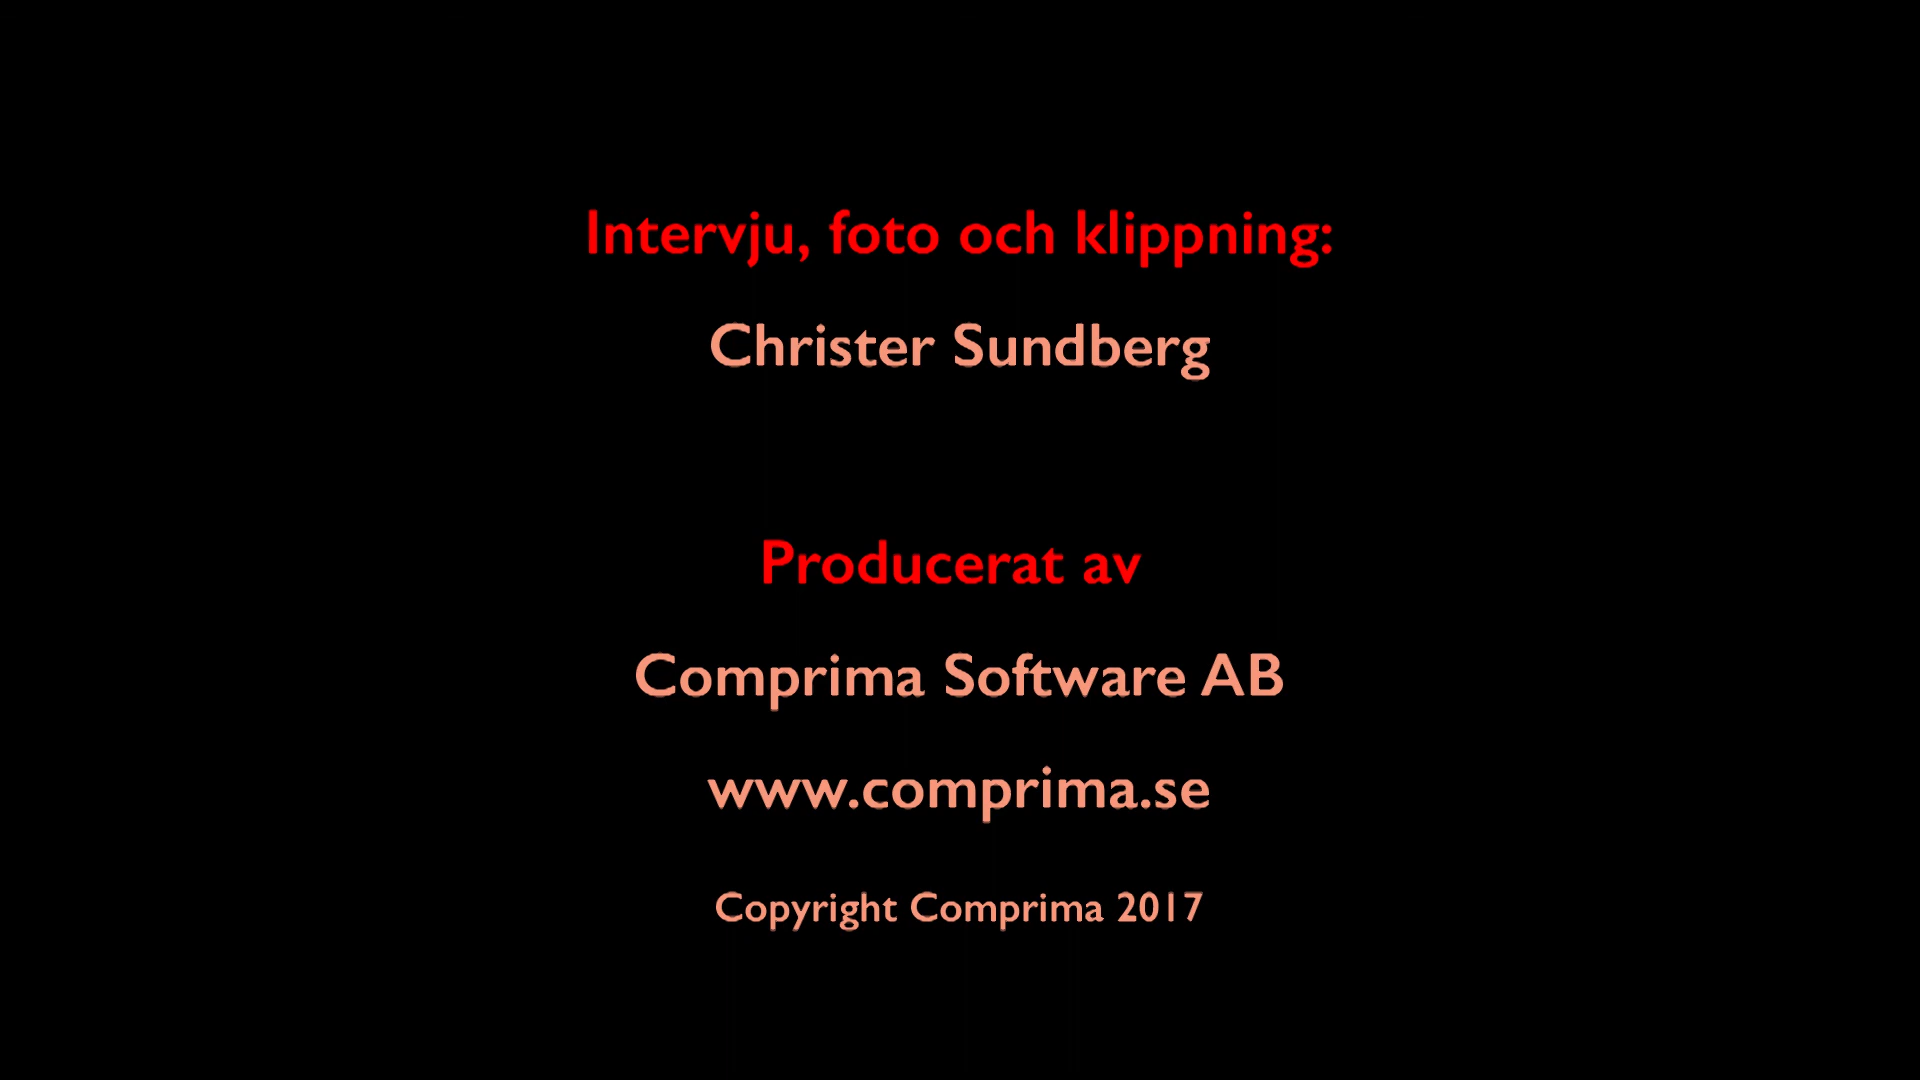 Intervju, foto och klippning:
Christer Sundberg
Producerat av
Comprima Software AB
www.comprima.se
Copyright Comprima 2017